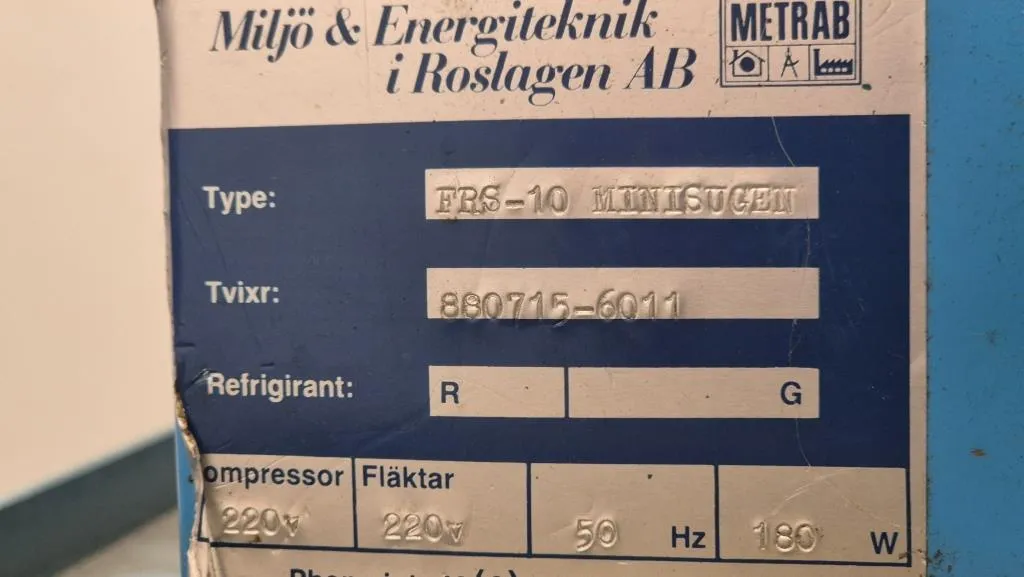 Miljö & Energiteknik
i Roslagen AB
METRAB
Type: FRS-10 MINISUGEN
Tvixr: 880715-6011
Refrigirant: R G
ompressor Fläktar
220v 220v 50 Hz 180 W